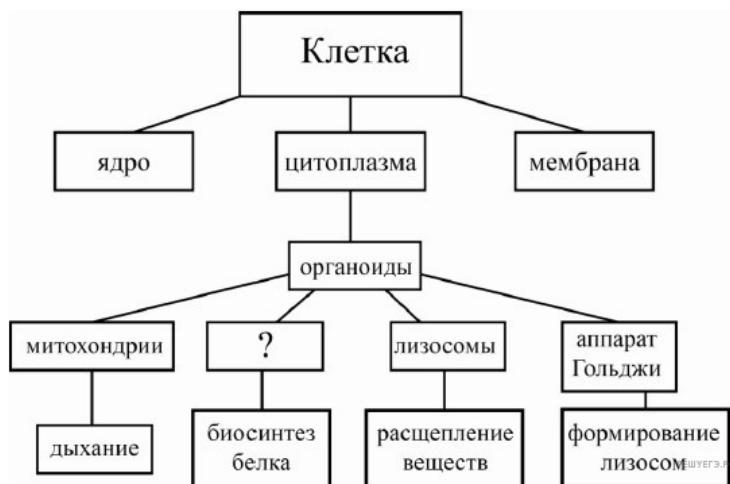 Клетка
ядро
цитоплазма
мембрана
органоиды
митохондрии
?
лизосомы
аппарат
Гольджи
дыхание
биосинтез
белка
расщепление
веществ
формирование
лизосом